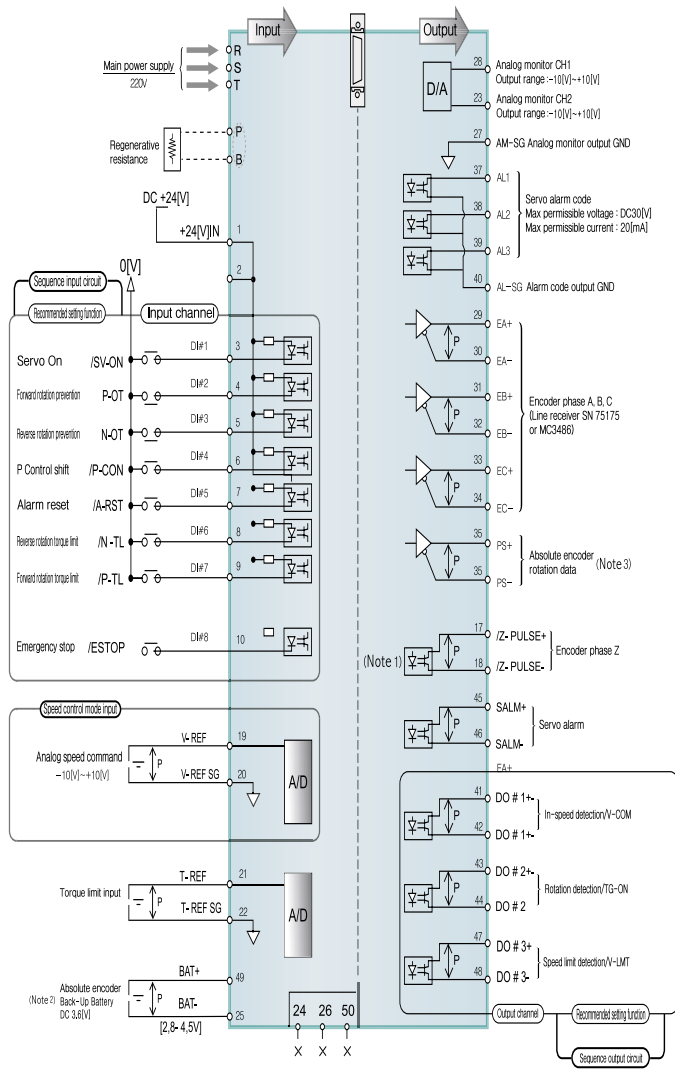 Input
Output
Main power supply
220V
R
S
T
Regenerative
resistance
P
B
DC +24[V]
+24[V]IN
1
2
0[V]
Sequence input circuit
Recommended setting function
Input channel
Servo On /SV-ON DI#1 3
Forward rotation prevention P-OT DI#2 4
Reverse rotation prevention N-OT DI#3 5
P Control shift /P-CON DI#4 6
Alarm reset /A-RST DI#5 7
Reverse rotation torque limit /N -TL DI#6 8
Forward rotation torque limit /P-TL DI#7 9
Emergency stop /ESTOP DI#8 10
Speed control mode input
Analog speed command
-10[V]~+10[V]
P
V- REF 19
V- REF SG 20
A/D
Torque limit input
P
T- REF 21
T- REF SG 22
A/D
(Note 2) Absolute encoder
Back-Up Battery
DC 3.6[V]
P
BAT+ 49
BAT- 25
[2,8- 4,5V]
24 26 50
X X X
D/A
28 Analog monitor CH1
Output range :-10[V]~+10[V]
23 Analog monitor CH2
Output range :-10[V]~+10[V]
27 AM-SG Analog monitor output GND
37 AL1
38 AL2
39 AL3
Servo alarm code
Max permissible voltage : DC30[V]
Max permissible current : 20[mA]
40 AL-SG Alarm code output GND
29 EA+
P
30 EA-
31 EB+
P
32 EB-
33 EC+
P
34 EC-
Encoder phase A, B, C
(Line receiver SN 75175
or MC3486)
35 PS+
P
35 PS-
Absolute encoder
rotation data (Note 3)
(Note 1)
17 /Z- PULSE+
P
18 /Z- PULSE-
Encoder phase Z
45 SALM+
P
46 SALM-
Servo alarm
EA+
41 DO # 1+-
P
42 DO # 1+-
In-speed detection/V-COM
43 DO # 2+-
P
44 DO # 2
Rotation detection/TG-ON
47 DO # 3+
P
48 DO # 3-
Speed limit detection/V-LMT
Output channel
Recommended setting function
Sequence output circuit